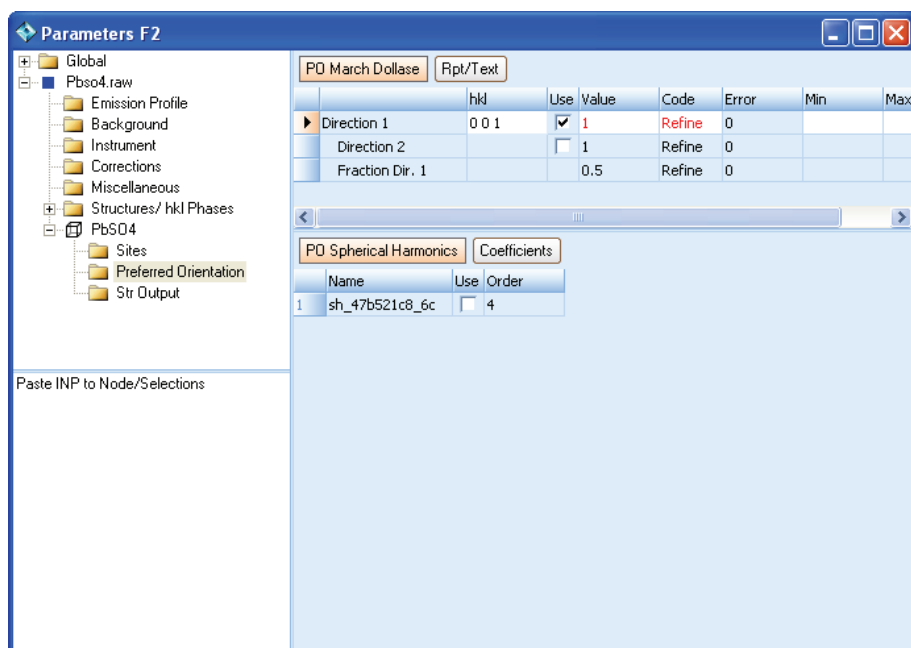 Parameters F2
Global
Pbso4.raw
Emission Profile
Background
Instrument
Corrections
Miscellaneous
Structures/ hkl Phases
PbSO4
Sites
Preferred Orientation
Str Output
Paste INP to Node/Selections
PO March Dollase Rpt/Text
hkl Use Value Code Error Min Max
Direction 1 0 0 1 1 Refine 0
Direction 2 1 Refine 0
Fraction Dir. 1 0.5 Refine 0
PO Spherical Harmonics Coefficients
Name Use Order
1 sh_47b521c8_6c 4